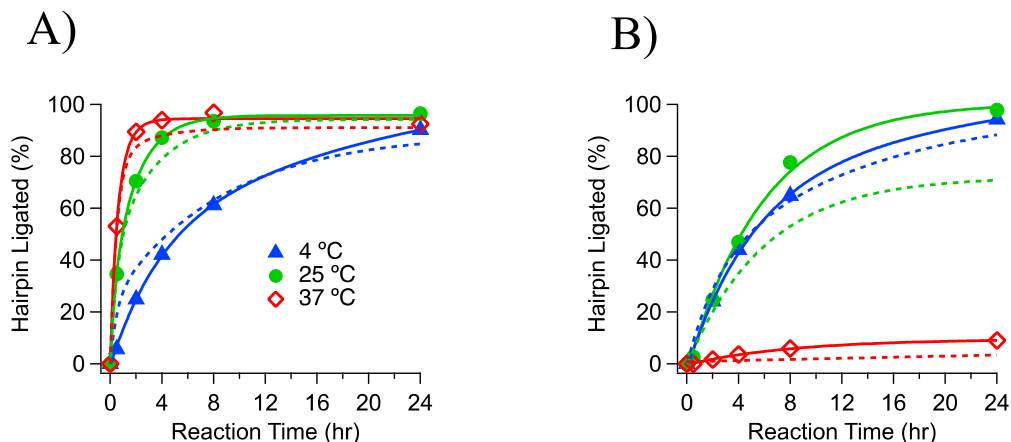 A)
100
80
60
40
20
0
Hairpin Ligated (%)
4 ºC
25 ºC
37 ºC
0 4 8 12 16 20 24
Reaction Time (hr)
B)
100
80
60
40
20
0
Hairpin Ligated (%)
0 4 8 12 16 20 24
Reaction Time (hr)